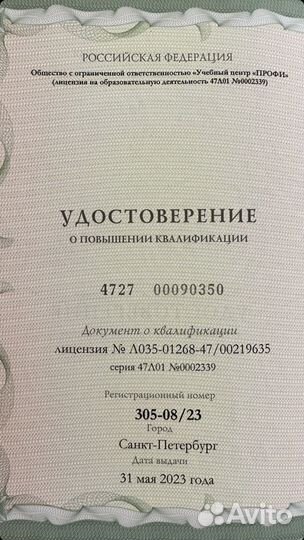 РОССИЙСКАЯ ФЕДЕРАЦИЯ
Общество с ограниченной ответственностью «Учебный центр «ПРОФИ»
(лицензия на образовательную деятельность 47Л01 №0002339)
УДОСТОВЕРЕНИЕ
О ПОВЫШЕНИИ КВАЛИФИКАЦИИ
4727 00090350
Документ о квалификации
лицензия № Л035-01268-47/00219635
серия 47Л01 №0002339
Регистрационный номер
305-08/23
Город
Санкт-Петербург
Дата выдачи
31 мая 2023 года
Avito